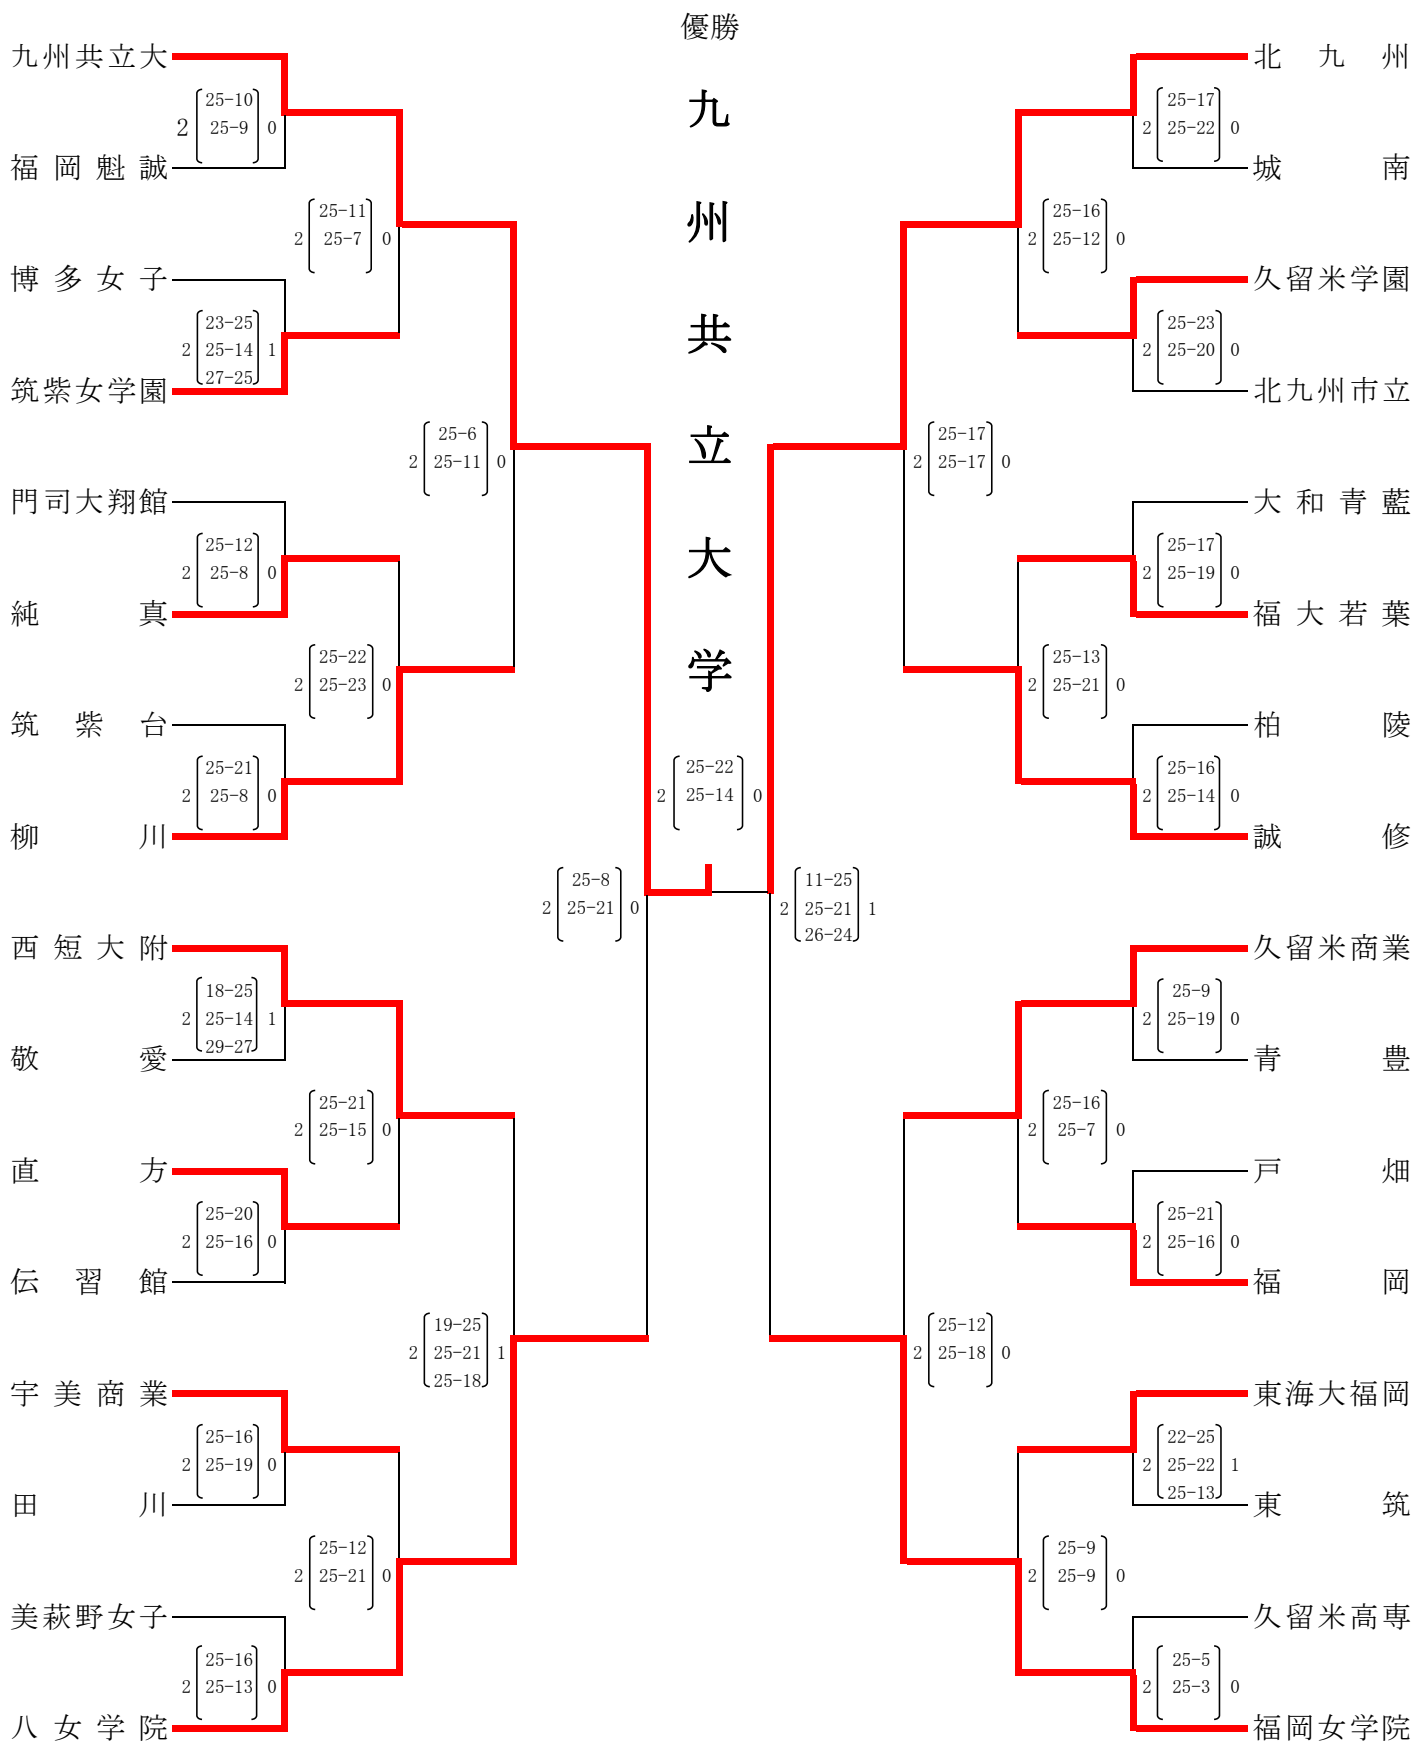 優勝
九州共立大学
九州共立大
2 25-10 0
25-9
福岡魁誠
2 25-11 0
25-7
博多女子
2 23-25 1
25-14
27-25
筑紫女学園
2 25-6 0
25-11
門司大翔館
2 25-12 0
25-8
純真
2 25-22 0
25-23
筑紫台
2 25-21 0
25-8
柳川
2 25-8 0
25-21
西短大附
2 18-25 1
25-14
29-27
敬愛
2 25-21 0
25-15
直方
2 25-20 0
25-16
伝習館
2 19-25 1
25-21
25-18
宇美商業
2 25-16 0
25-19
田川
2 25-12 0
25-21
美萩野女子
2 25-16 0
25-13
八女学院
2 25-22 0
25-14
北九州
2 25-17 0
25-22
城南
2 25-16 0
25-12
久留米学園
2 25-23 0
25-20
北九州市立
2 25-17 0
25-17
大和青藍
2 25-17 0
25-19
福大若葉
2 25-13 0
25-21
柏陵
2 25-16 0
25-14
誠修
2 11-25 1
25-21
26-24
久留米商業
2 25-9 0
25-19
青豊
2 25-16 0
25-7
戸畑
2 25-21 0
25-16
福岡
2 25-12 0
25-18
東海大福岡
2 22-25 1
25-22
25-13
東筑
2 25-9 0
25-9
久留米高専
2 25-5 0
25-3
福岡女学院